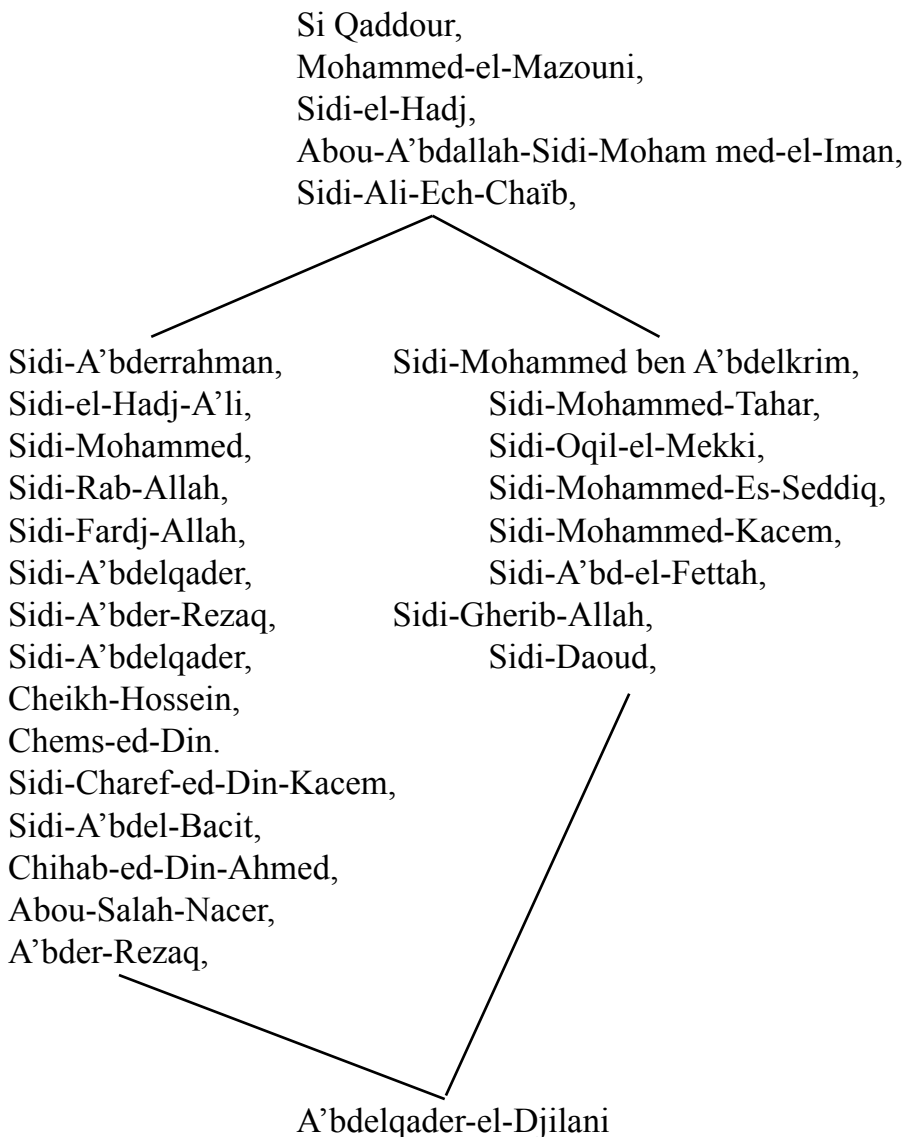 Si Qaddour,
Mohammed-el-Mazouni,
Sidi-el-Hadj,
Abou-A’bdallah-Sidi-Moham med-el-Iman,
Sidi-Ali-Ech-Chaïb,
Sidi-A’bderrahman,
Sidi-el-Hadj-A’li,
Sidi-Mohammed,
Sidi-Rab-Allah,
Sidi-Fardj-Allah,
Sidi-A’bdelqader,
Sidi-A’bder-Rezaq,
Sidi-A’bdelqader,
Cheikh-Hossein,
Chems-ed-Din.
Sidi-Charef-ed-Din-Kacem,
Sidi-A’bdel-Bacit,
Chihab-ed-Din-Ahmed,
Abou-Salah-Nacer,
A’bder-Rezaq,
Sidi-Mohammed ben A’bdelkrim,
Sidi-Mohammed-Tahar,
Sidi-Oqil-el-Mekki,
Sidi-Mohammed-Es-Seddiq,
Sidi-Mohammed-Kacem,
Sidi-A’bd-el-Fettah,
Sidi-Gherib-Allah,
Sidi-Daoud,
A’bdelqader-el-Djilani